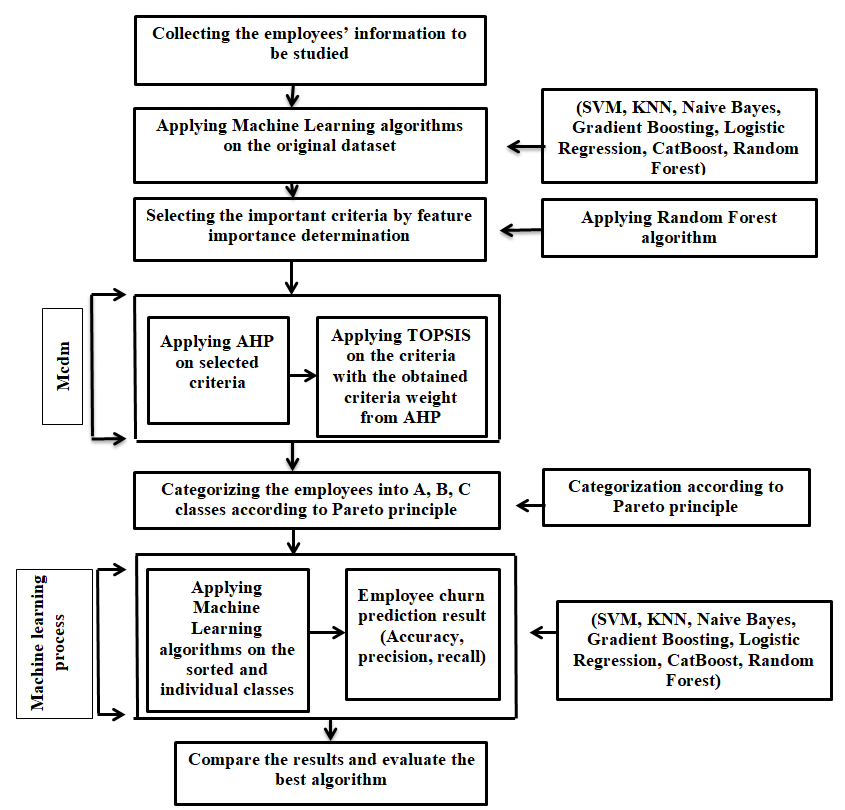 Collecting the employees' information to
be studied
Applying Machine Learning algorithms
on the original dataset
(SVM, KNN, Naive Bayes,
Gradient Boosting, Logistic
Regression, CatBoost, Random
Forest)
Selecting the important criteria by feature
importance determination
Applying Random Forest
algorithm
Mcdm
Applying AHP
on selected
criteria
Applying TOPSIS
on the criteria
with the obtained
criteria weight
from AHP
Categorizing the employees into A, B, C
classes according to Pareto principle
Categorization according to
Pareto principle
Machine learning
process
Applying
Machine
Learning
algorithms on the
sorted and
individual classes
Employee churn
prediction result
(Accuracy,
precision, recall)
(SVM, KNN, Naive Bayes,
Gradient Boosting, Logistic
Regression, CatBoost, Random
Forest)
Compare the results and evaluate the
best algorithm